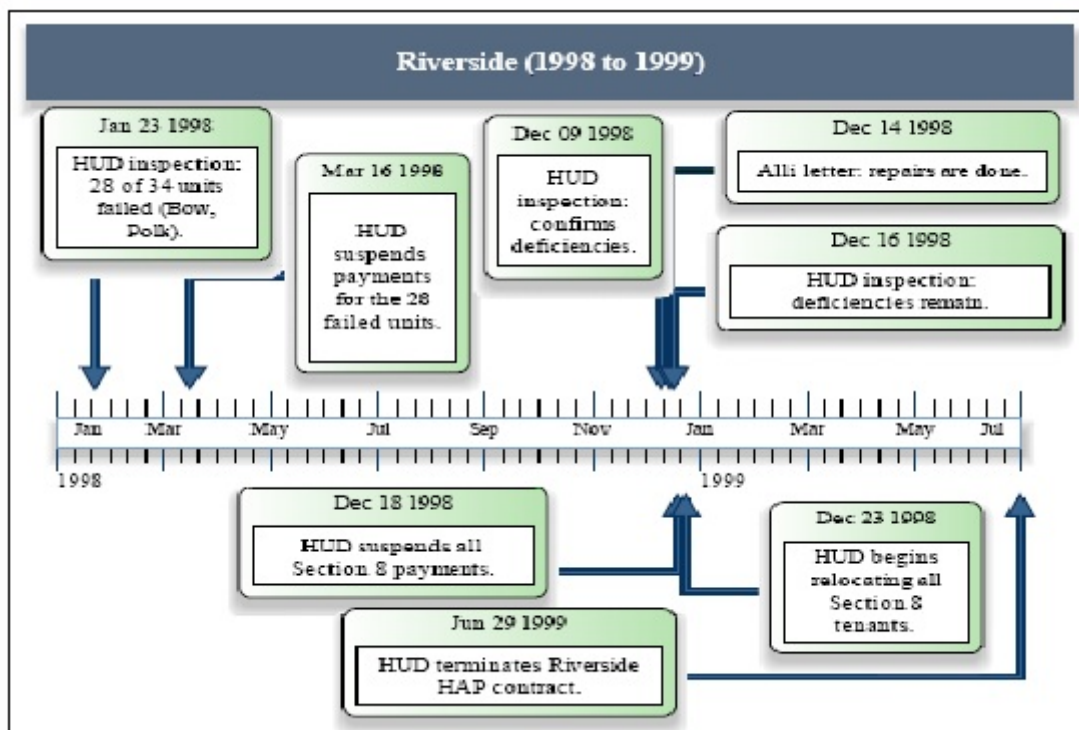 Riverside (1998 to 1999)
Jan 23 1998
HUD inspection:
28 of 34 units
failed (Bow,
Polk).
Mar 16 1998
HUD
suspends
payments
for the 28
failed units.
Dec 09 1998
HUD
inspection:
confirms
deficiencies.
Dec 14 1998
Alli letter: repairs are done.
Dec 16 1998
HUD inspection:
deficiencies remain.
Jan Mar May Jul Sep Nov Jan Mar May Jul
1998 1999
Dec 18 1998
HUD suspends all
Section 8 payments.
Dec 23 1998
HUD begins
relocating all
Section 8
tenants.
Jun 29 1999
HUD terminates Riverside
HAP contract.